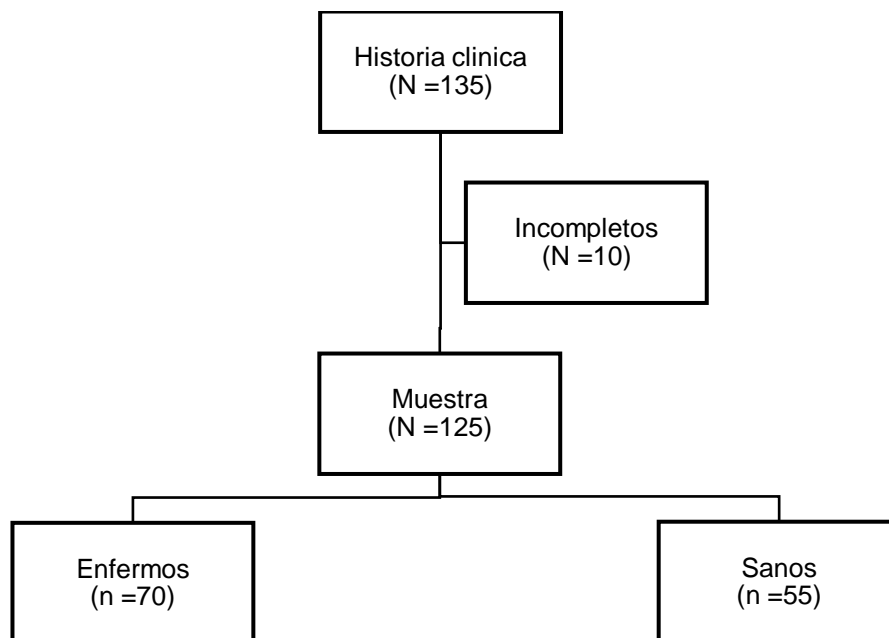 Historia clinica
(N =135)
Incompletos
(N =10)
Muestra
(N =125)
Enfermos
(n =70)
Sanos
(n =55)